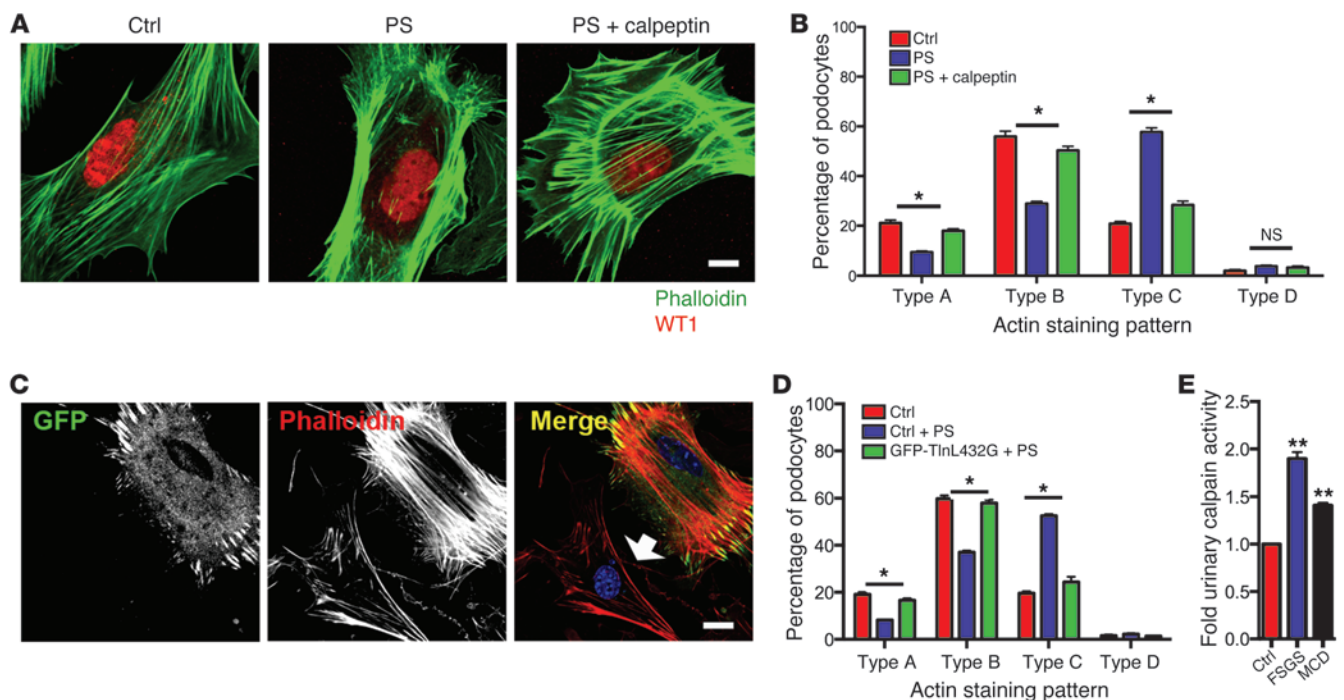 A
Ctrl
PS
PS + calpeptin
Phalloidin
WT1
B
Ctrl
PS
PS + calpeptin
Percentage of podocytes
100
80
60
40
20
0
*
*
*
NS
Type A
Type B
Type C
Type D
Actin staining pattern
C
GFP
Phalloidin
Merge
D
Ctrl
Ctrl + PS
GFP-TlnL432G + PS
Percentage of podocytes
100
80
60
40
20
0
*
*
*
Type A
Type B
Type C
Type D
Actin staining pattern
E
Fold urinary calpain activity
2.5
2.0
1.5
1.0
0.5
0.0
**
**
Ctrl
FSGS
MCD